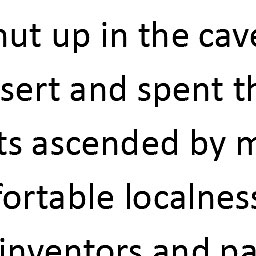 hut up in the cave
sert and spent th
ts ascended by m
fortable localness
inventors and pa